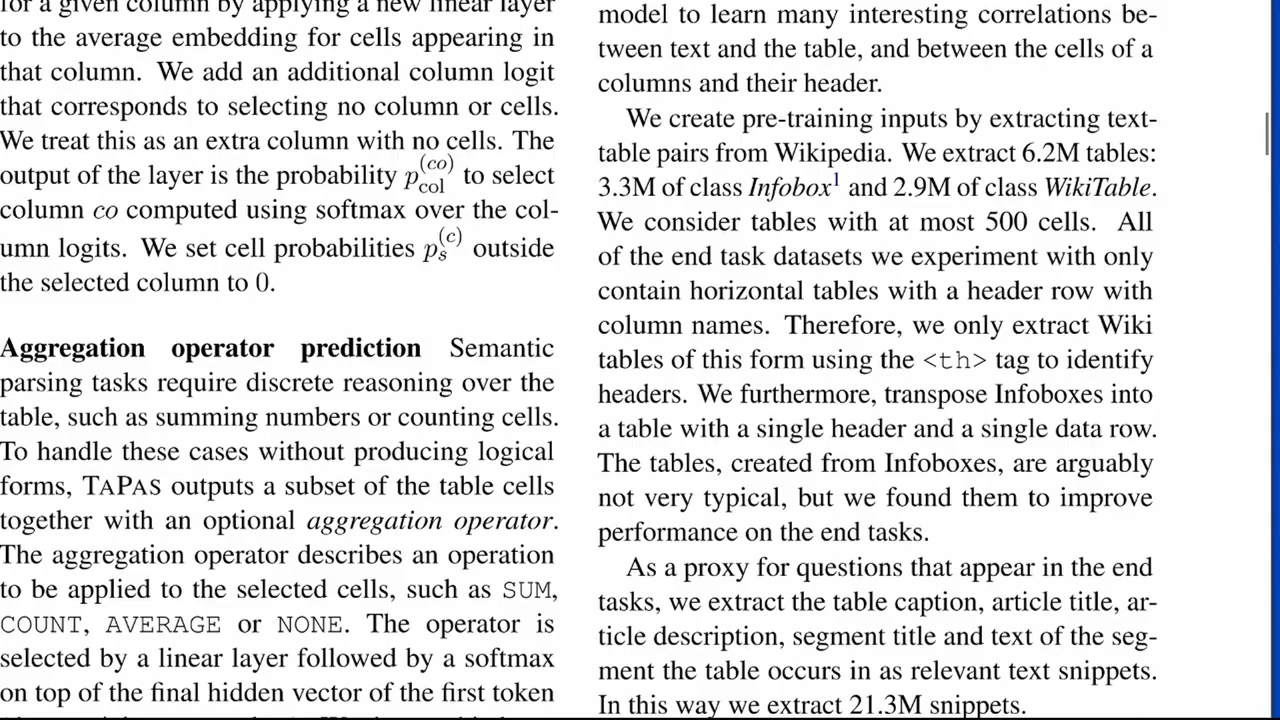 for a given column by applying a new linear layer
to the average embedding for cells appearing in
that column. We add an additional column logit
that corresponds to selecting no column or cells.
We treat this as an extra column with no cells. The
output of the layer is the probability p_col^(co) to select
column co computed using softmax over the col-
umn logits. We set cell probabilities p_s^(c) outside
the selected column to 0.
Aggregation operator prediction Semantic
parsing tasks require discrete reasoning over the
table, such as summing numbers or counting cells.
To handle these cases without producing logical
forms, TAPAS outputs a subset of the table cells
together with an optional aggregation operator.
The aggregation operator describes an operation
to be applied to the selected cells, such as SUM,
COUNT, AVERAGE or NONE. The operator is
selected by a linear layer followed by a softmax
on top of the final hidden vector of the first token
model to learn many interesting correlations be-
tween text and the table, and between the cells of a
columns and their header.
We create pre-training inputs by extracting text-
table pairs from Wikipedia. We extract 6.2M tables:
3.3M of class Infobox¹ and 2.9M of class WikiTable.
We consider tables with at most 500 cells. All
of the end task datasets we experiment with only
contain horizontal tables with a header row with
column names. Therefore, we only extract Wiki
tables of this form using the <th> tag to identify
headers. We furthermore, transpose Infoboxes into
a table with a single header and a single data row.
The tables, created from Infoboxes, are arguably
not very typical, but we found them to improve
performance on the end tasks.
As a proxy for questions that appear in the end
tasks, we extract the table caption, article title, ar-
ticle description, segment title and text of the seg-
ment the table occurs in as relevant text snippets.
In this way we extract 21.3M snippets.